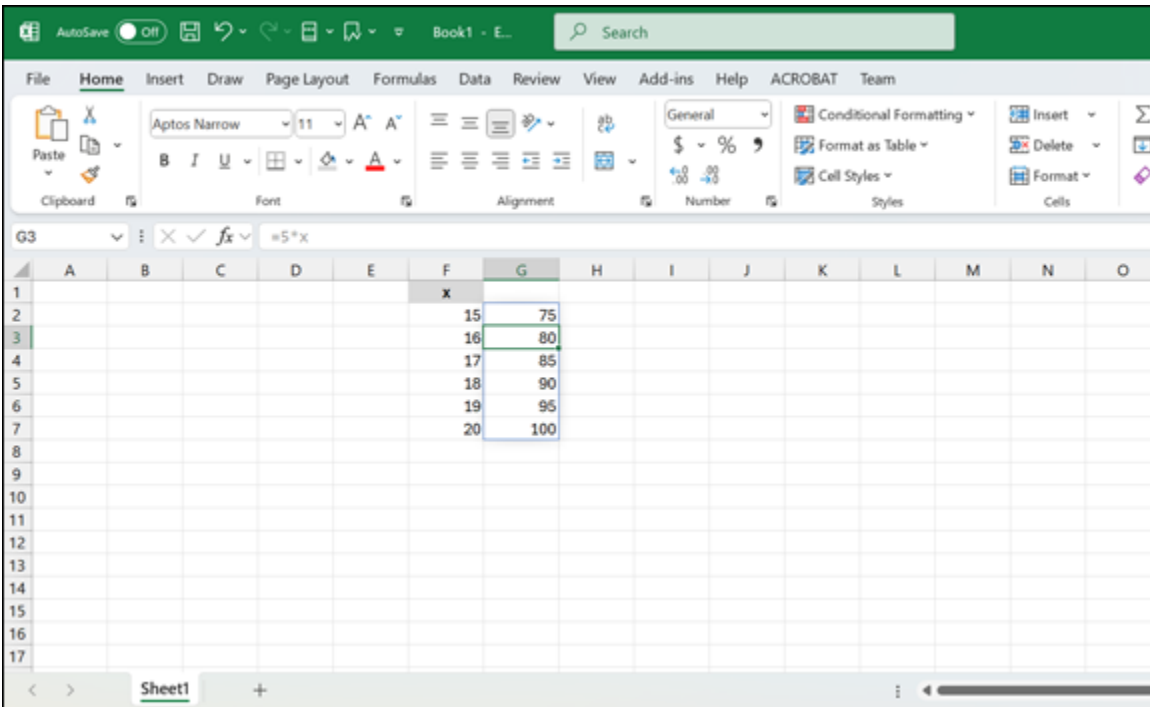 AutoSave Off Book1 - E... Search
File Home Insert Draw Page Layout Formulas Data Review View Add-ins Help ACROBAT Team
Aptos Narrow 11 A^ A˅ General Conditional Formatting Insert Σ
Paste B I U A $ % , Format as Table Delete
Cell Styles Format
Clipboard Font Alignment Number Styles Cells
G3 fx =5*x
A B C D E F G H I J K L M N O
1 x
2 15 75
3 16 80
4 17 85
5 18 90
6 19 95
7 20 100
8
9
10
11
12
13
14
15
16
17
Sheet1 +